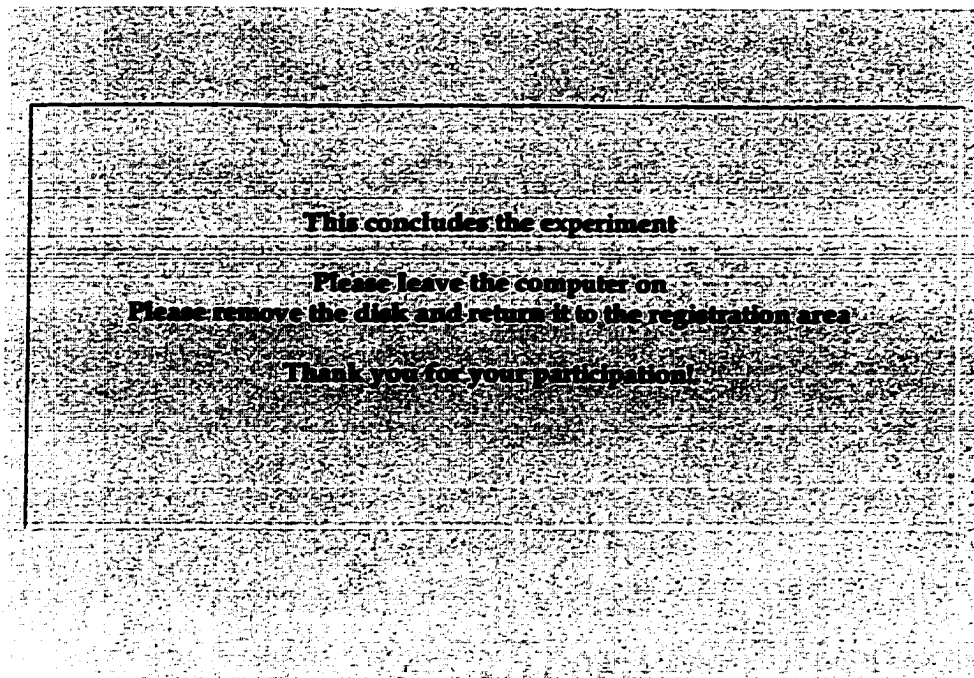 This concludes the experiment
Please leave the computer on
Please remove the disk and return it to the registration area
Thank you for your participation!